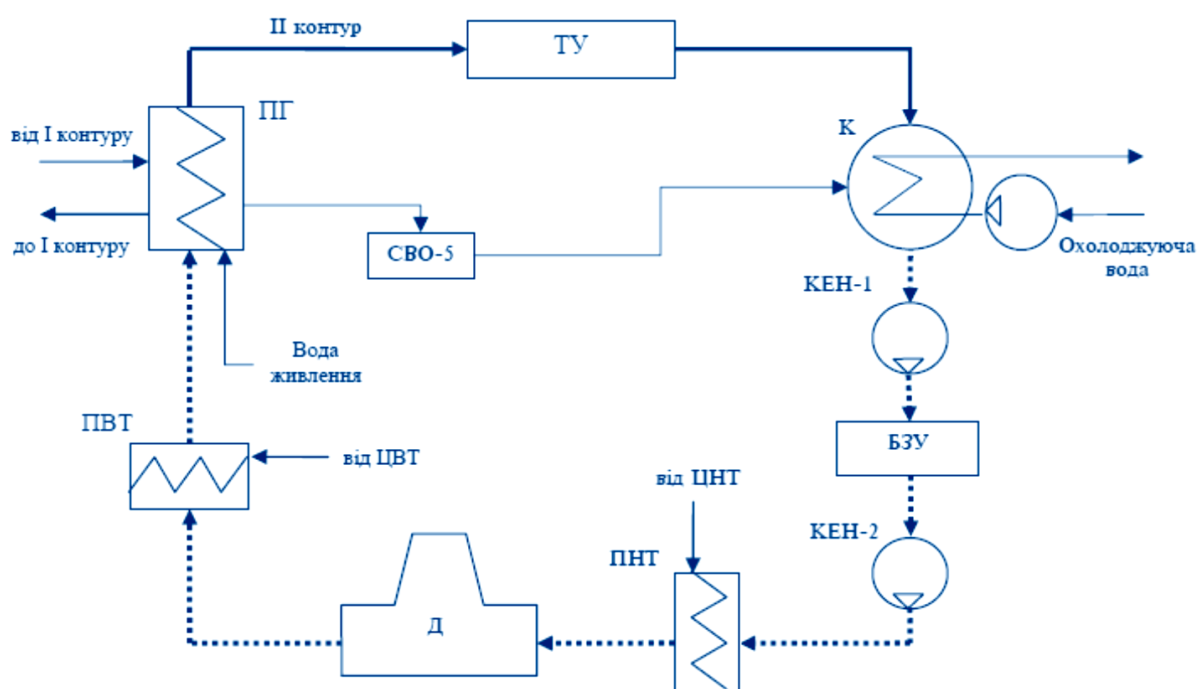 ІІ контур
ТУ
ПГ
від І контуру
К
до І контуру
СВО-5
Охолоджуюча
вода
КЕН-1
Вода
живлення
ПВТ
БЗУ
від ЦВТ
від ЦНТ
КЕН-2
ПНТ
Д